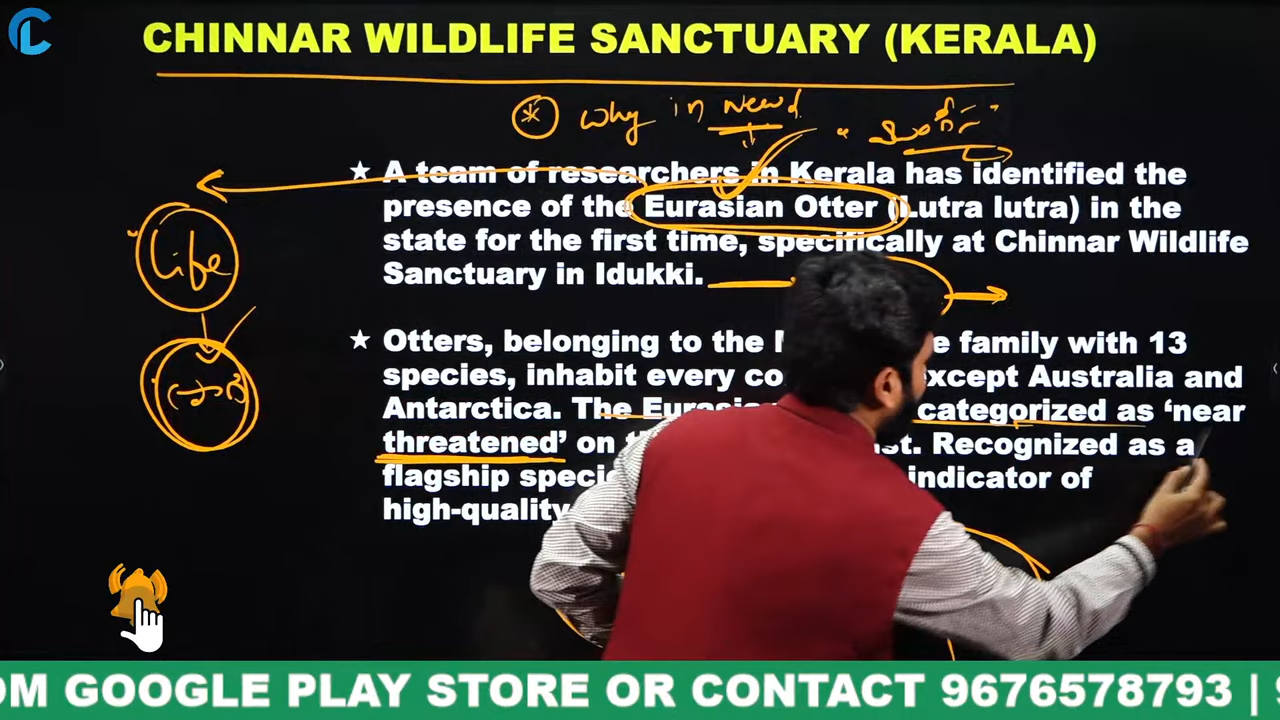 CL
CHINNAR WILDLIFE SANCTUARY (KERALA)
* Why in News
★ A team of researchers in Kerala has identified the
presence of the Eurasian Otter (Lutra lutra) in the
state for the first time, specifically at Chinnar Wildlife
Sanctuary in Idukki.
Life
★ Otters, belonging to the family with 13
species, inhabit every except Australia and
Antarctica. The Eurasian categorized as ‘near
threatened’ on Recognized as a
flagship indicator of
high-quality
OM GOOGLE PLAY STORE OR CONTACT 9676578793 |